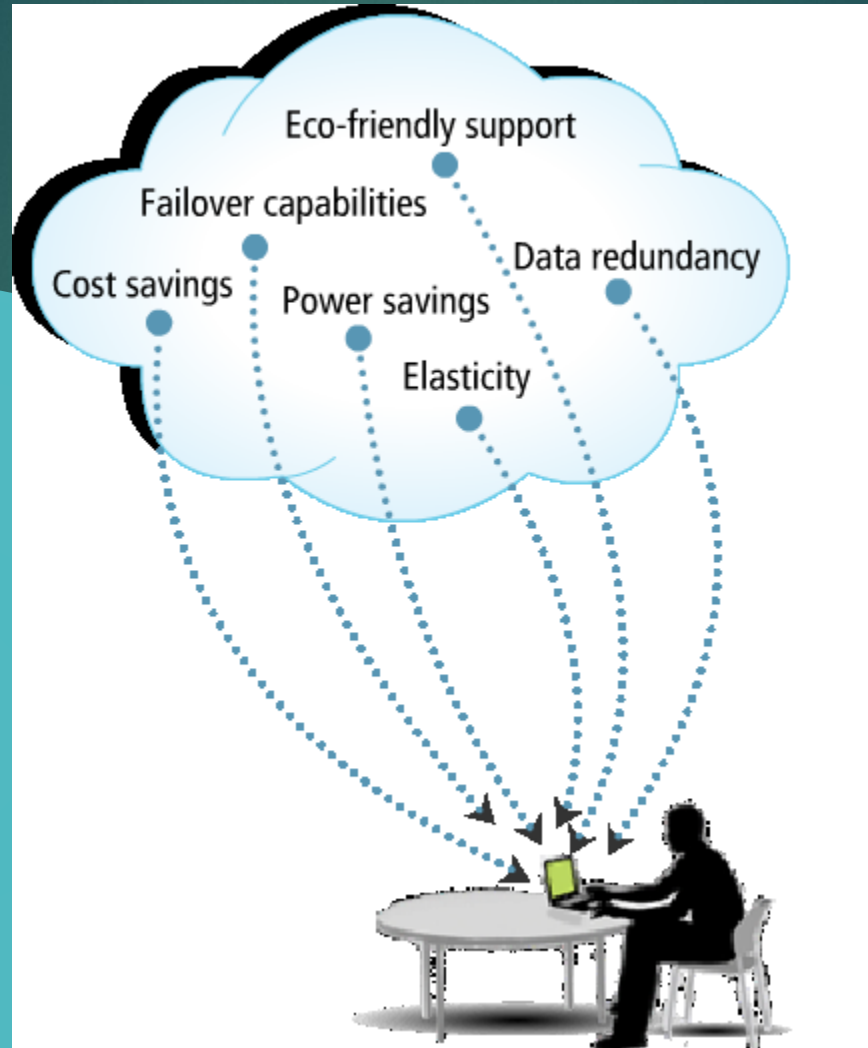 Eco-friendly support
Failover capabilities
Data redundancy
Cost savings
Power savings
Elasticity